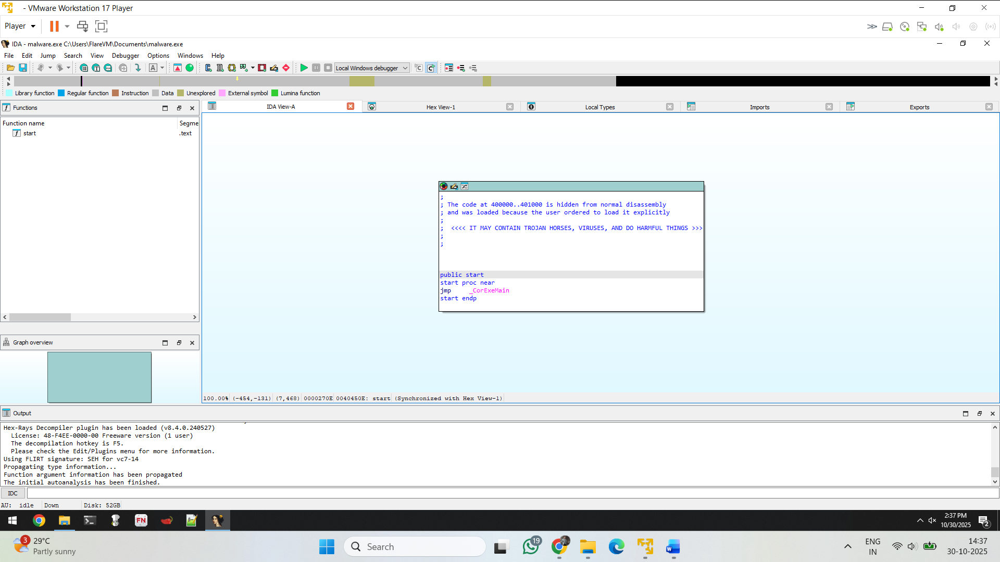 - VMware Workstation 17 Player
Player
IDA - malware.exe C:\Users\FlareVM\Documents\malware.exe
File Edit Jump Search View Debugger Options Windows Help
Local Windows debugger
Library function Regular function Instruction Data Unexplored External symbol Lumina function
Functions
IDA View-A Hex View-1 Local Types Imports Exports
Function name Segme
start .text
;
; The code at 400000..401000 is hidden from normal disassembly
; and was loaded because the user ordered to load it explicitly
;
; <<<< IT MAY CONTAIN TROJAN HORSES, VIRUSES, AND DO HARMFUL THINGS >>>
;
;
public start
start proc near
jmp _CorExeMain
start endp
Graph overview
100.00% (-454,-131) (7,468) 0000270E 0040450E: start (Synchronized with Hex View-1)
Output
Hex-Rays Decompiler plugin has been loaded (v8.4.0.240527)
License: 48-F4EE-0000-00 Freeware version (1 user)
The decompilation hotkey is F5.
Please check the Edit/Plugins menu for more information.
Using FLIRT signature: SEH for vc7-14
Propagating type information...
Function argument information has been propagated
The initial autoanalysis has been finished.
IDC
AU: idle Down Disk: 52GB
FN
2:37 PM
10/30/2025
2
3
29°C
Partly sunny
Search
19
ENG
IN
14:37
30-10-2025